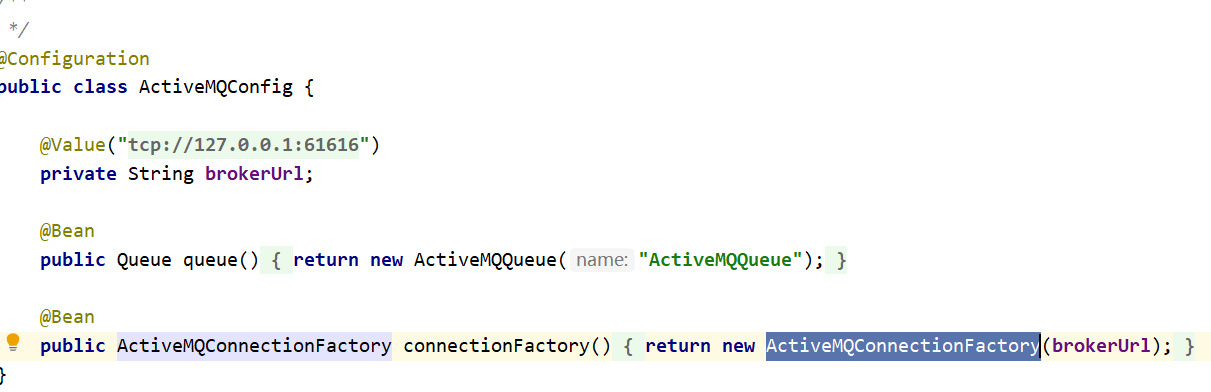 /**
*/
@Configuration
public class ActiveMQConfig {
@Value("tcp://127.0.0.1:61616")
private String brokerUrl;
@Bean
public Queue queue() { return new ActiveMQQueue( name: "ActiveMQQueue"); }
@Bean
public ActiveMQConnectionFactory connectionFactory() { return new ActiveMQConnectionFactory(brokerUrl); }
}